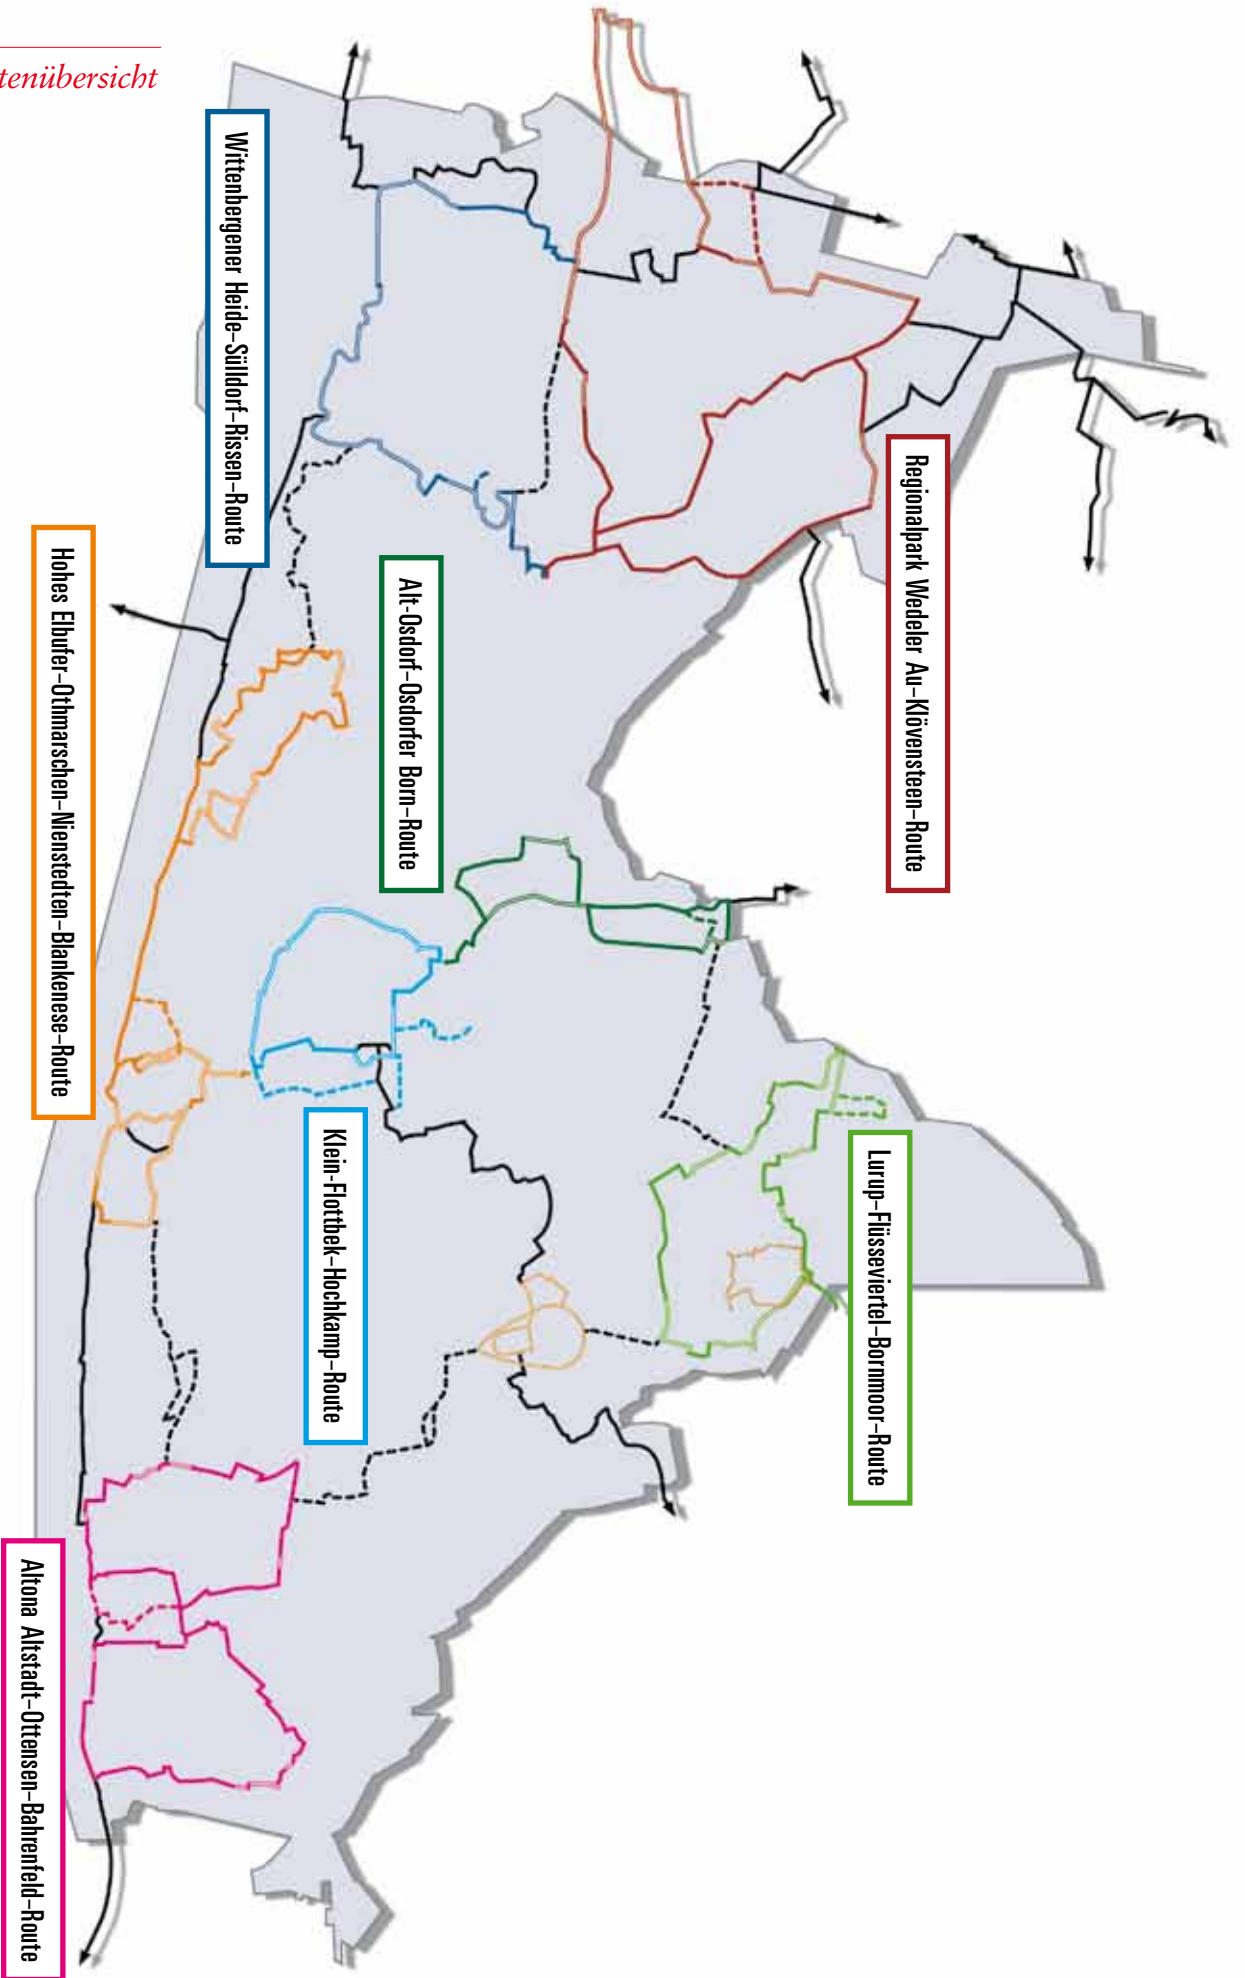 tenübersicht
Wittenbergener Heide–Sülldorf–Rissen–Route
Regionalpark Wedeler Au–Klövensteen–Route
Hohes Elbufer–Othmarschen–Nienstedten–Blankenese–Route
Alt-Osdorf–Osdorfer Born–Route
Klein-Flottbek–Hochkamp–Route
Lurup–Flüsseviertel–Bornmoor–Route
Altona Altstadt–Ottensen–Bahrenfeld–Route